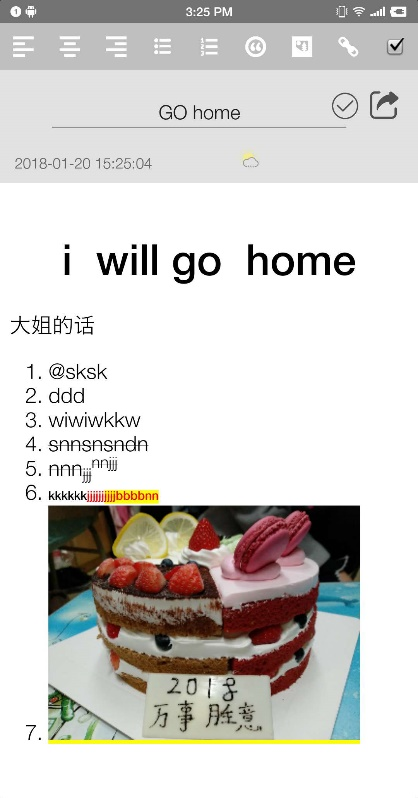 3:25 PM
GO home
2018-01-20 15:25:04
i will go home
大姐的话
1. @sksk
2. ddd
3. wiwiwkkw
4. snnsnsndn
5. nnnjjjnnjjj
6. kkkkkkjjjjjjjjjjbbbbnn
7.
2018
万事胜意